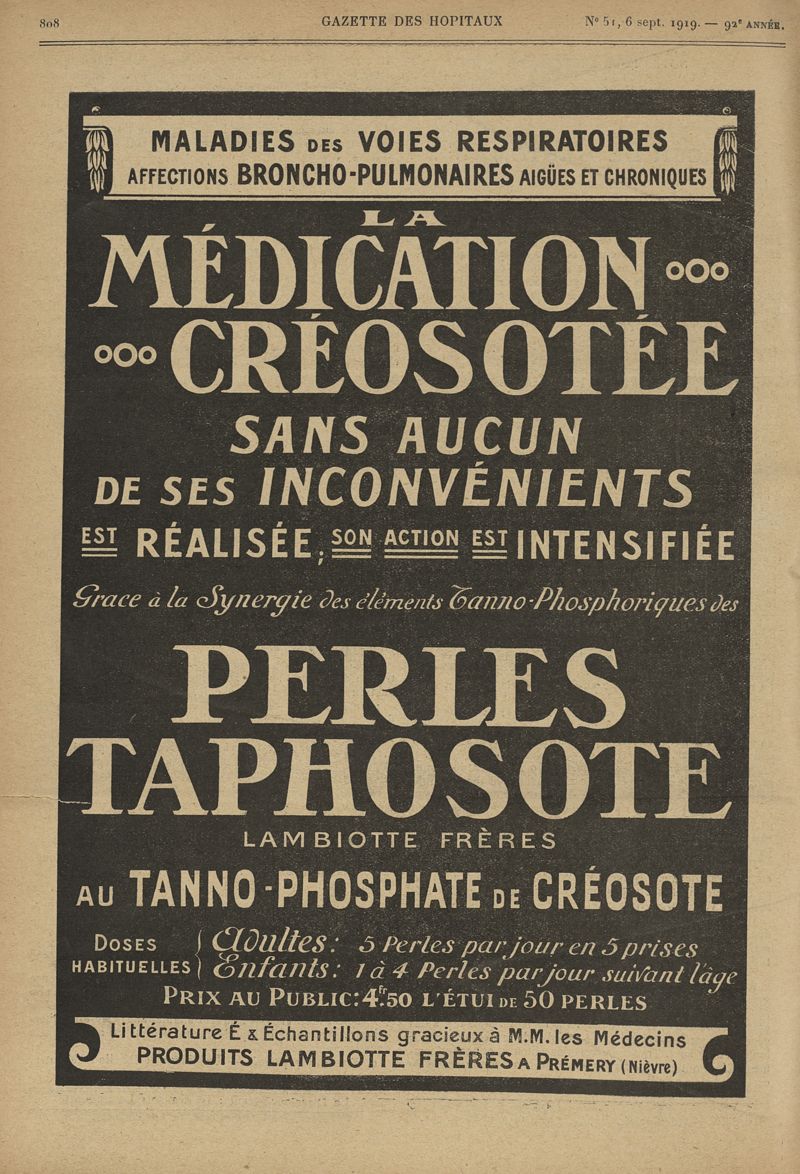 808
GAZETTE DES HOPITAUX
N° 51, 6 sept. 1919. — 92e ANNÉE.
MALADIES DES VOIES RESPIRATOIRES
AFFECTIONS BRONCHO-PULMONAIRES AIGÜES ET CHRONIQUES
LA
MÉDICATION
CRÉOSOTÉE
SANS AUCUN
DE SES INCONVÉNIENTS
EST RÉALISÉE; SON ACTION EST INTENSIFIÉE
Grace à la Synergie des éléments Tanno-Phosphoriques des
PERLES
TAPHOSOTE
LAMBIOTTE FRÈRES
AU TANNO-PHOSPHATE DE CRÉOSOTE
DOSES HABITUELLES
Adultes: 5 Perles par jour en 5 prises
Enfants: 1 à 4 Perles par jour suivant l'âge
PRIX AU PUBLIC: 4fr.50 L'ÉTUI DE 50 PERLES
Littérature É & Échantillons gracieux à M.M. les Médecins
PRODUITS LAMBIOTTE FRÈRES A PRÉMERY (Nièvre)